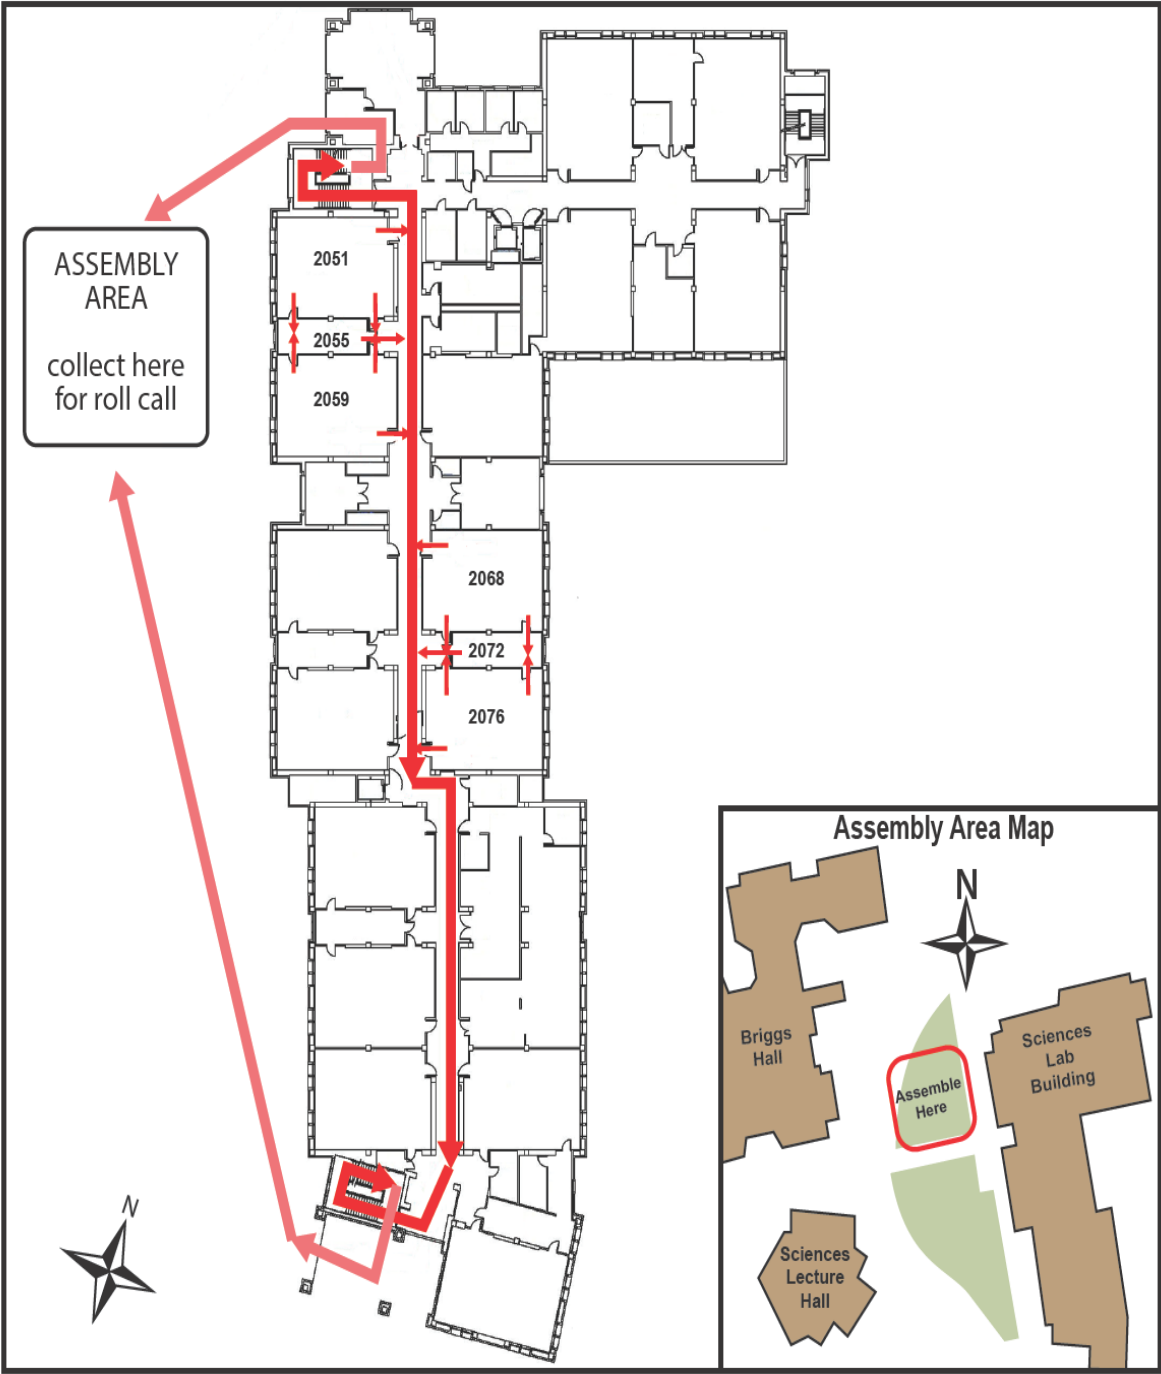 ASSEMBLY
AREA
collect here
for roll call
2051
2055
2059
2068
2072
2076
N
Assembly Area Map
N
Briggs
Hall
Sciences
Lab
Building
Assemble
Here
Sciences
Lecture
Hall